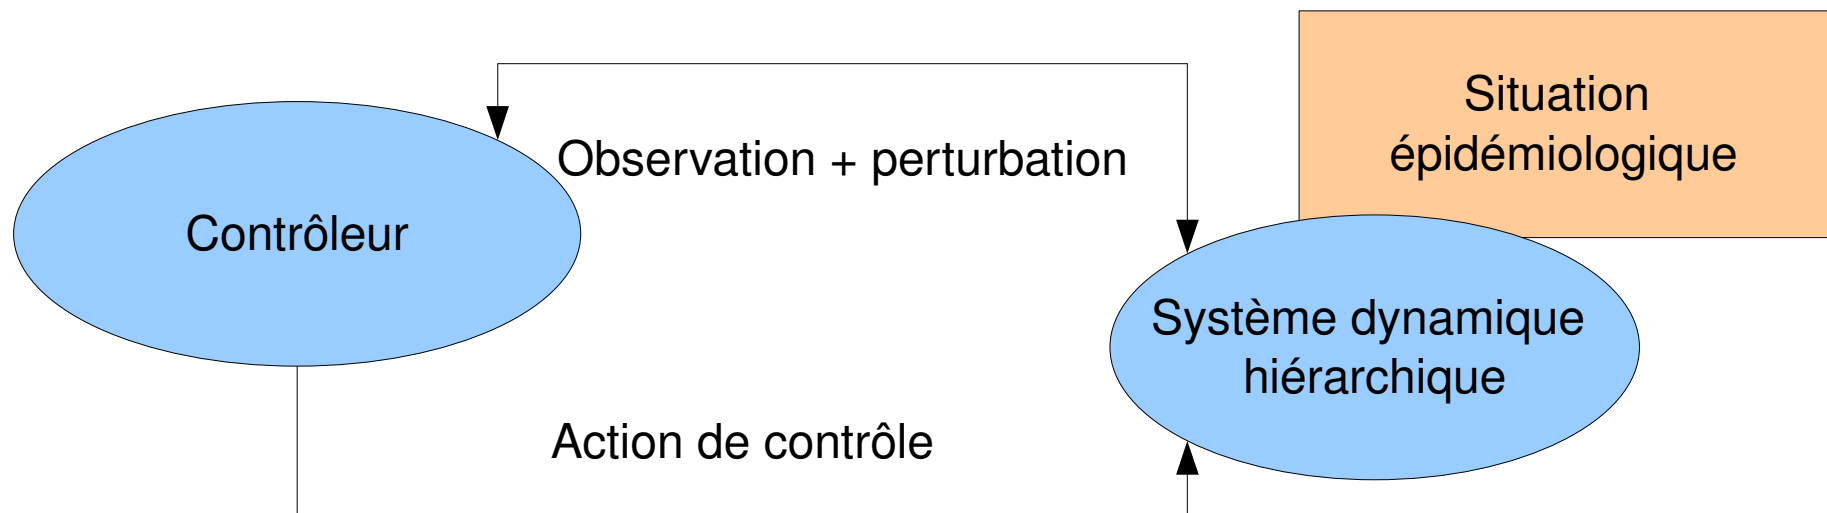 Situation
épidémiologique
Observation + perturbation
Contrôleur
Système dynamique
hiérarchique
Action de contrôle